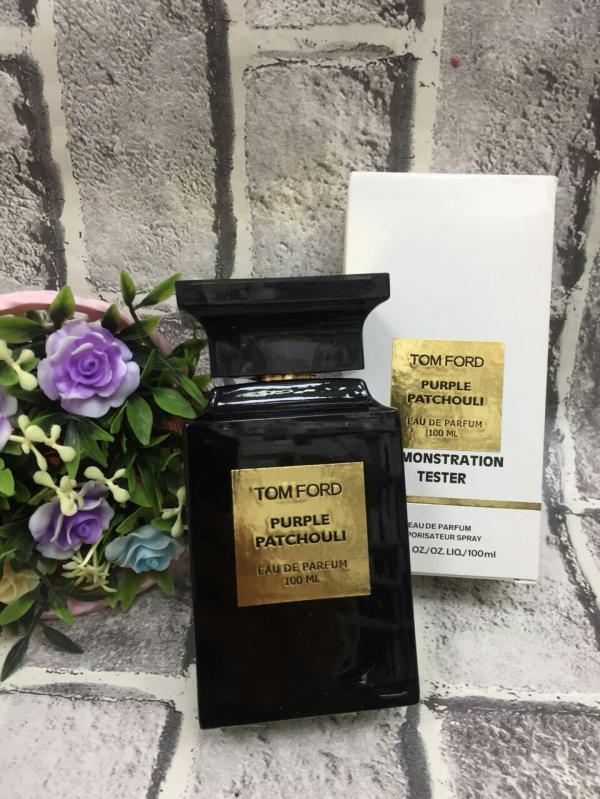 TOM FORD
PURPLE
PATCHOULI
EAU DE PARFUM
100 ML
TOM FORD
PURPLE
PATCHOULI
EAU DE PARFUM
100 ML
MONSTRATION
TESTER
EAU DE PARFUM
PORISATEUR SPRAY
OZ./OZ. LIQ./100ml